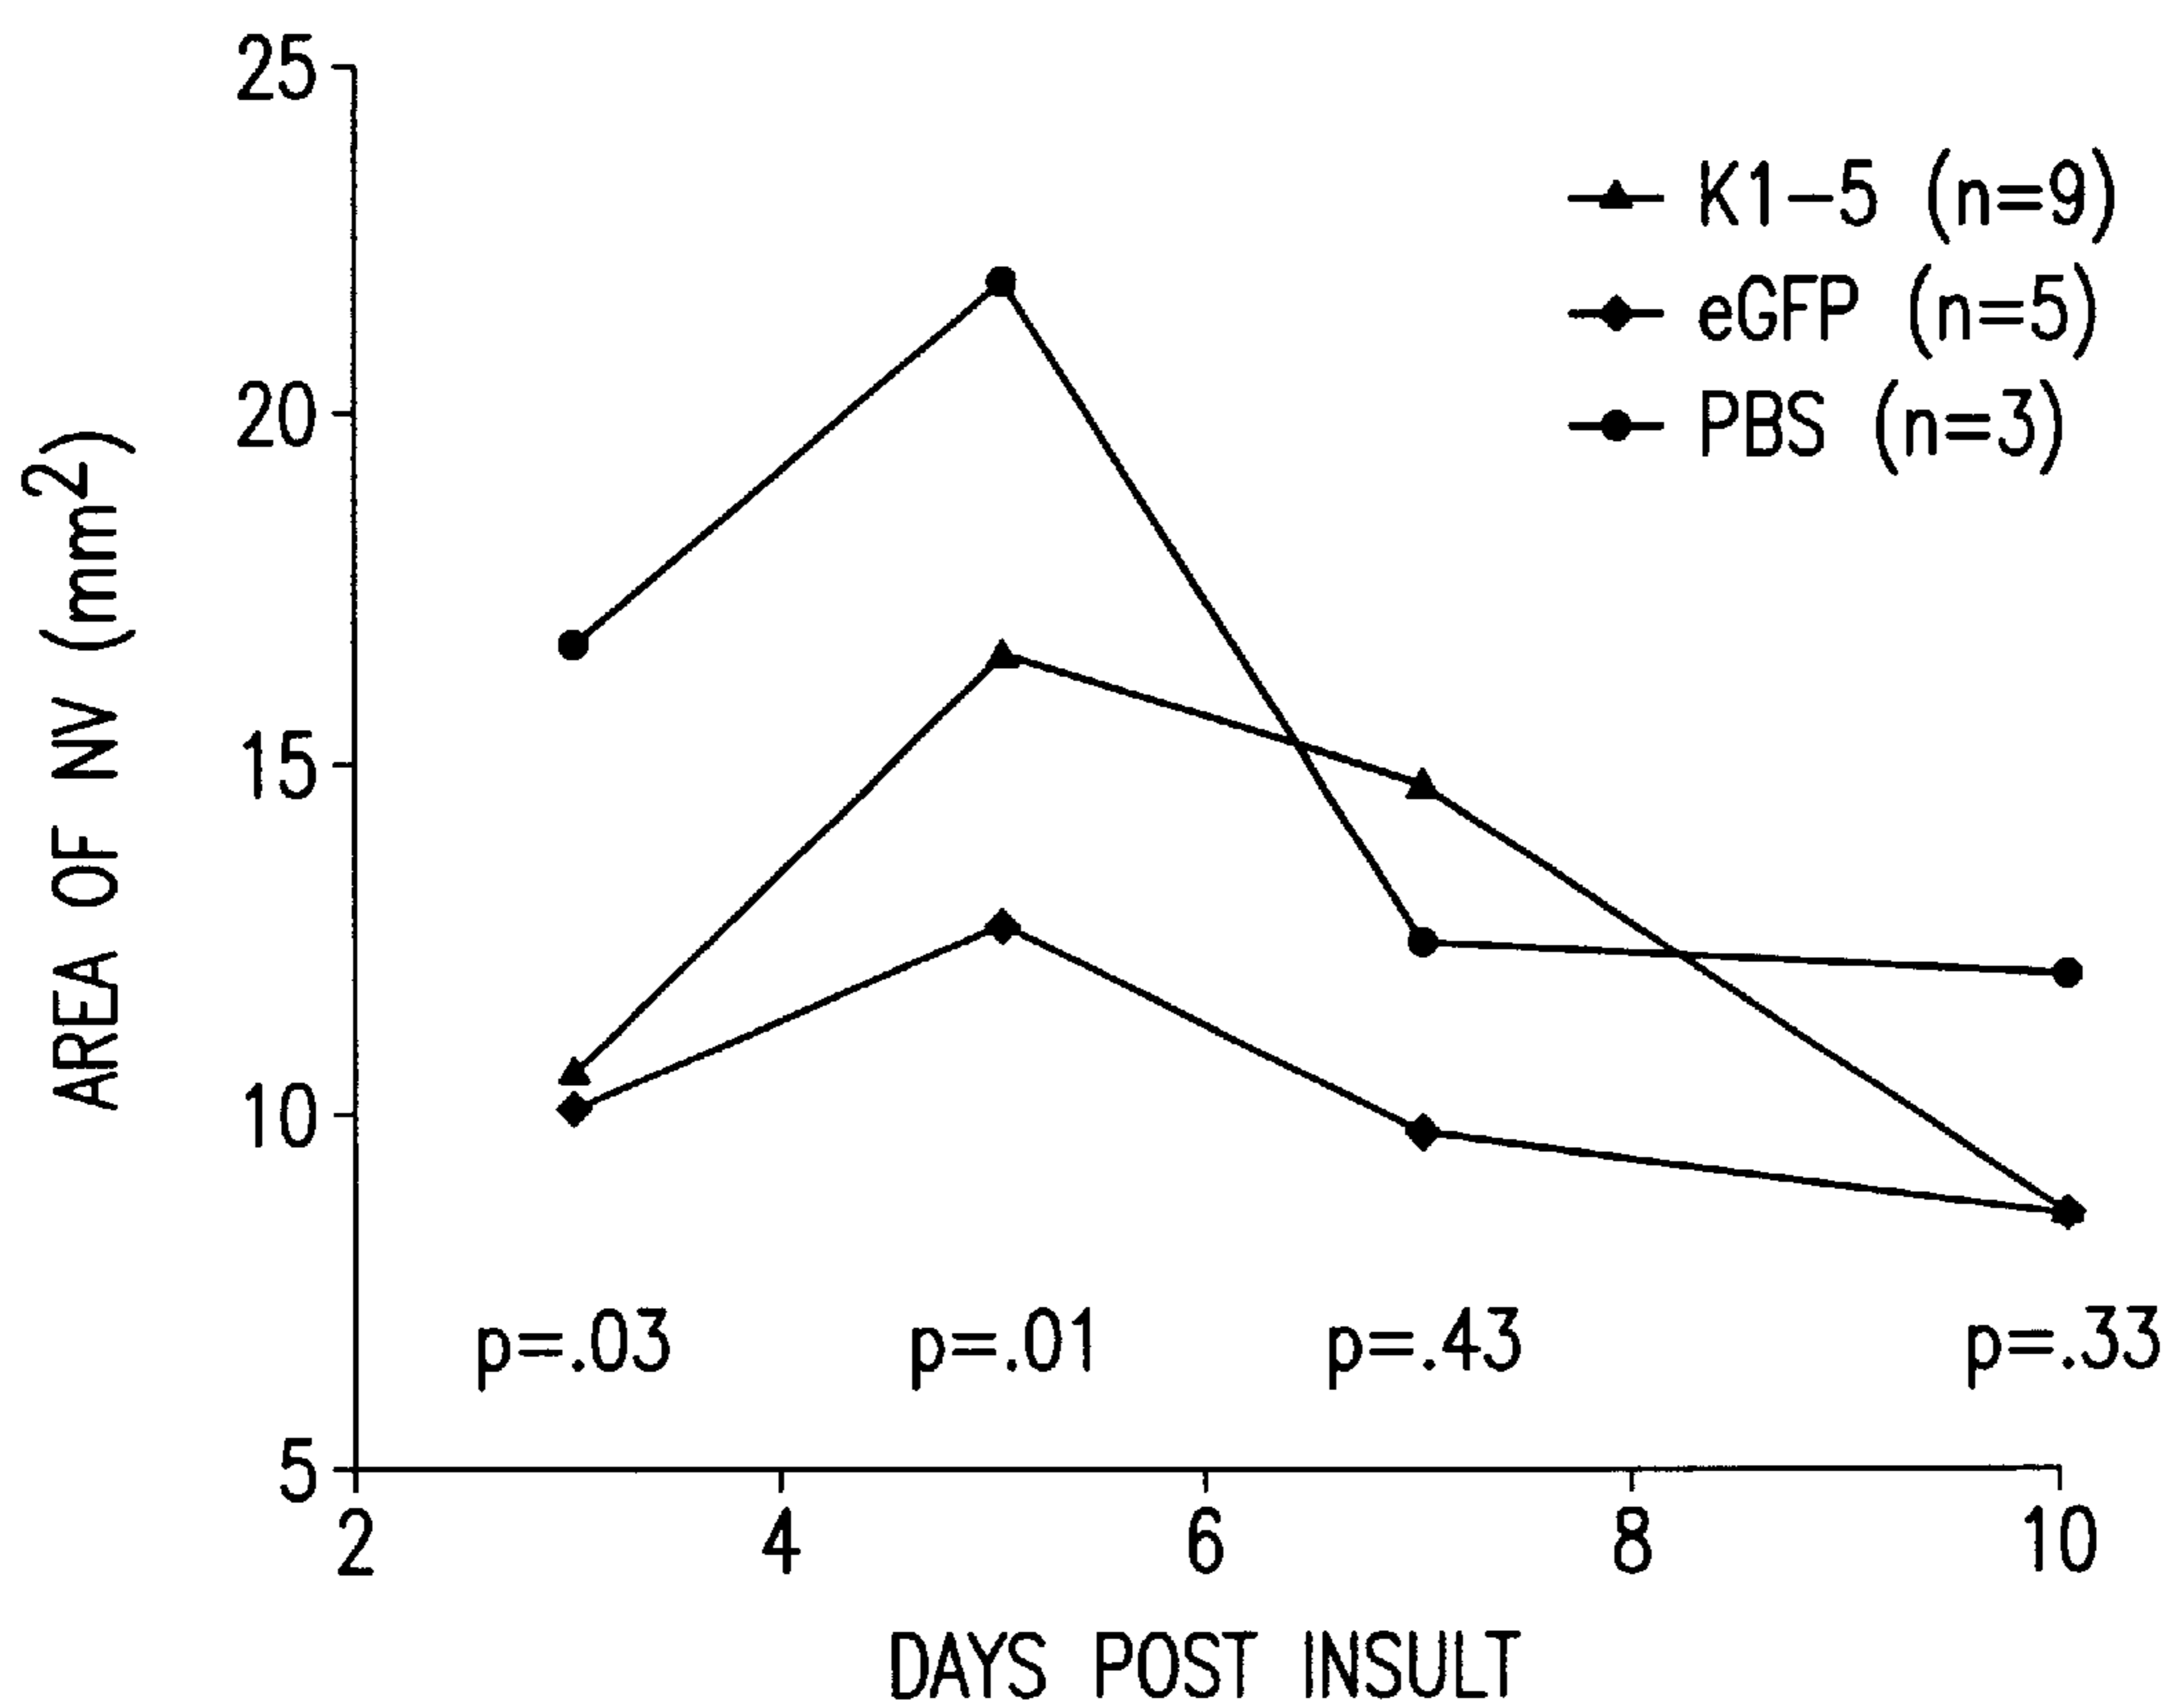 25
20
15
10
5
AREA OF NV (mm²)
K1-5 (n=9)
eGFP (n=5)
PBS (n=3)
p=.03 p=.01 p=.43 p=.33
2 4 6 8 10
DAYS POST INSULT